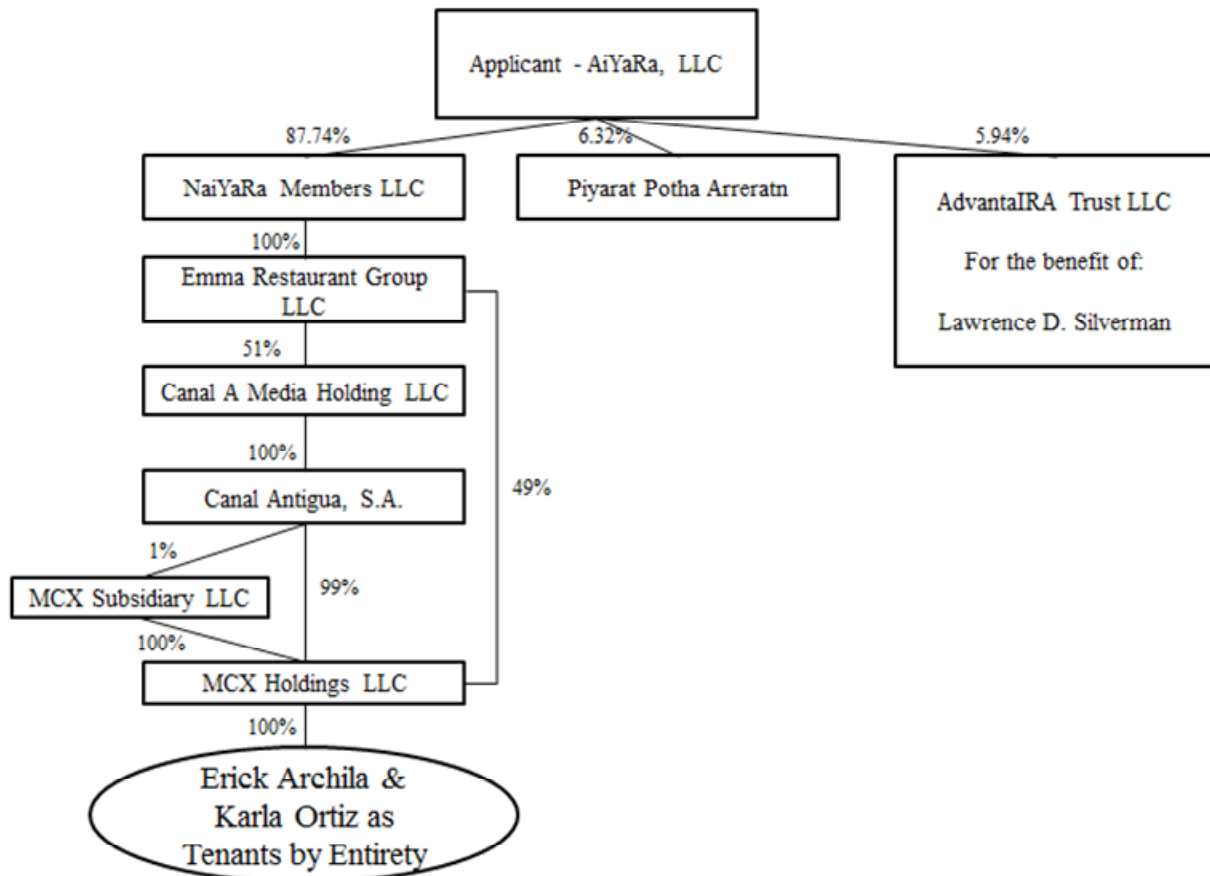 Applicant - AiYaRa, LLC
87.74%
6.32%
5.94%
NaiYaRa Members LLC
Piyarat Potha Arreratn
AdvantaIRA Trust LLC
For the benefit of:
Lawrence D. Silverman
100%
Emma Restaurant Group
LLC
51%
Canal A Media Holding LLC
100%
Canal Antigua, S.A.
49%
1%
99%
MCX Subsidiary LLC
100%
MCX Holdings LLC
100%
Erick Archila &
Karla Ortiz as
Tenants by Entirety